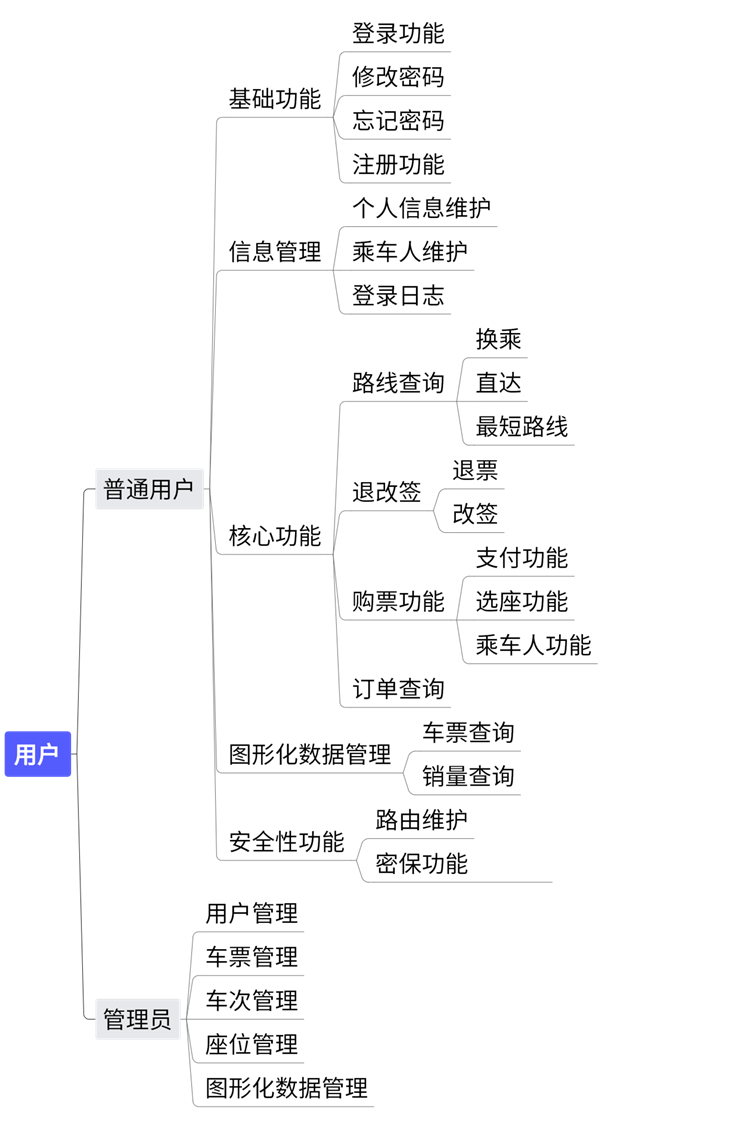 登录功能
修改密码
基础功能
忘记密码
注册功能
个人信息维护
信息管理
乘车人维护
登录日志
换乘
路线查询
直达
最短路线
退票
普通用户
退改签
改签
核心功能
支付功能
购票功能
选座功能
乘车人功能
订单查询
车票查询
用户
图形化数据管理
销量查询
路由维护
安全性功能
密保功能
用户管理
车票管理
车次管理
管理员
座位管理
图形化数据管理